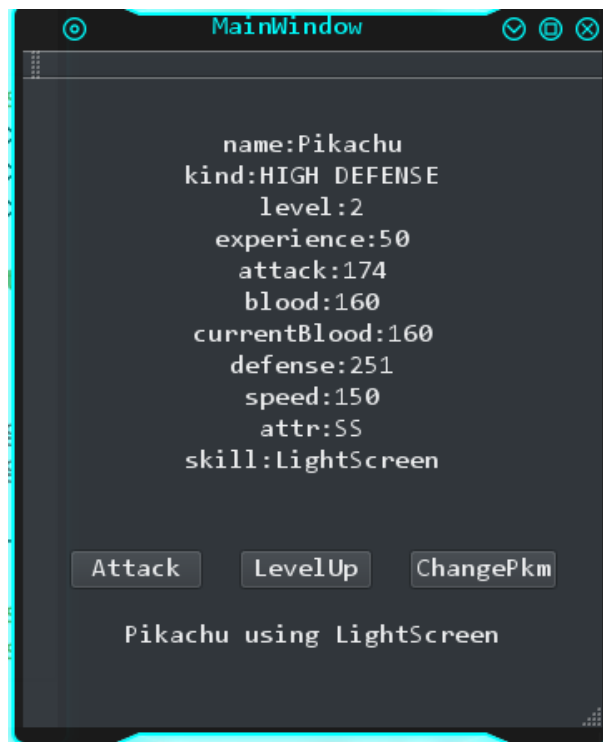 MainWindow
name:Pikachu
kind:HIGH DEFENSE
level:2
experience:50
attack:174
blood:160
currentBlood:160
defense:251
speed:150
attr:SS
skill:LightScreen
Attack LevelUp ChangePkm
Pikachu using LightScreen